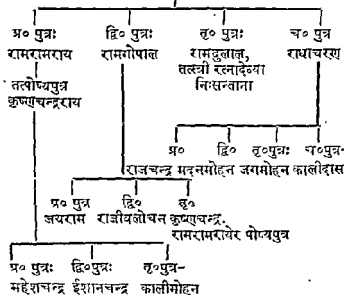 प्र० पुत्रः द्वि० पुत्रः तृ० पुत्रः च० पुत्र
रामरामराय रामगोपाल रामदुलाल, राधाचरण
तत्पोष्यपुत्र तत्स्त्री रत्नादेव्या
कृष्णचन्द्रराय निःसन्ताना
प्र० द्वि० तृ०पुत्रः च०पुत्रः
राजचन्द्र मदनमोहन जगमोहन कालीदास
प्र० पुत्र द्वि० तृ०
जयराम राजीवलोचन कृष्णचन्द्र.
रामरामरायेर पोष्यपुत्र
प्र० पुत्रः द्वि०पुत्रः तृ०पुत्र-
महेशचन्द्र ईशानचन्द्र कालीमोहन